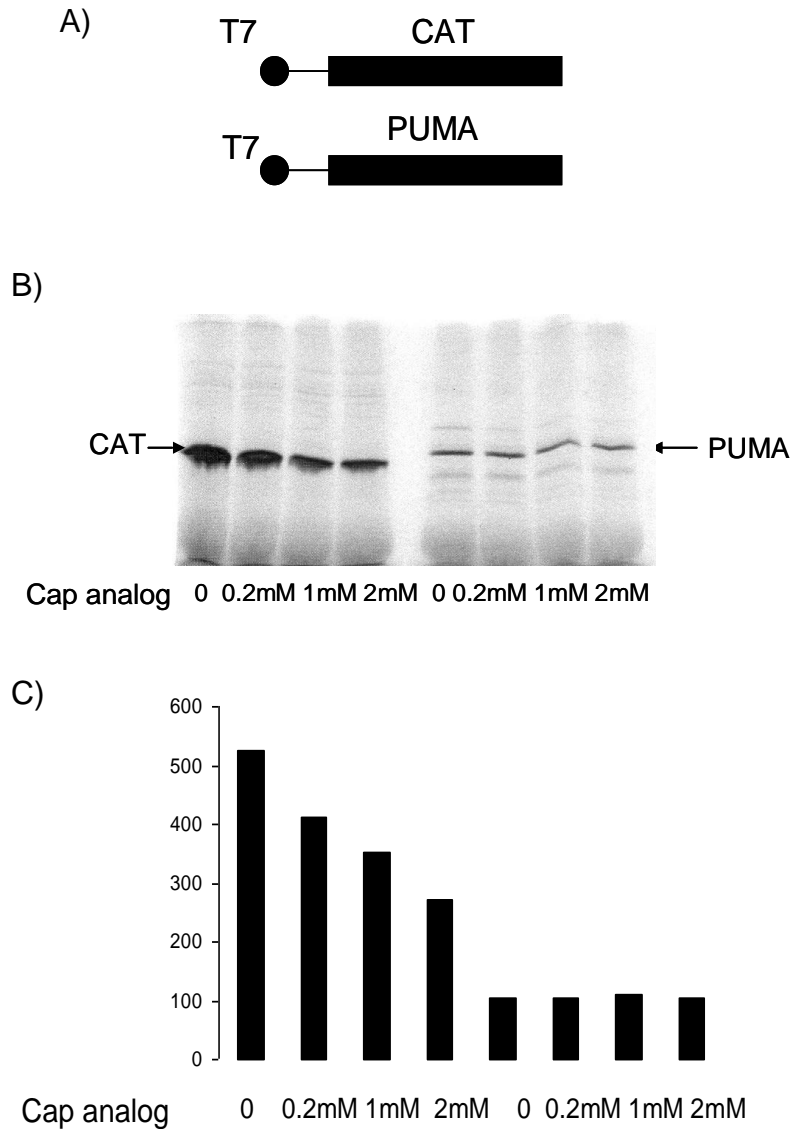 A)
T7 CAT
T7 PUMA
B)
CAT PUMA
Cap analog 0 0.2mM 1mM 2mM 0 0.2mM 1mM 2mM
C)
600
500
400
300
200
100
0
Cap analog 0 0.2mM 1mM 2mM 0 0.2mM 1mM 2mM